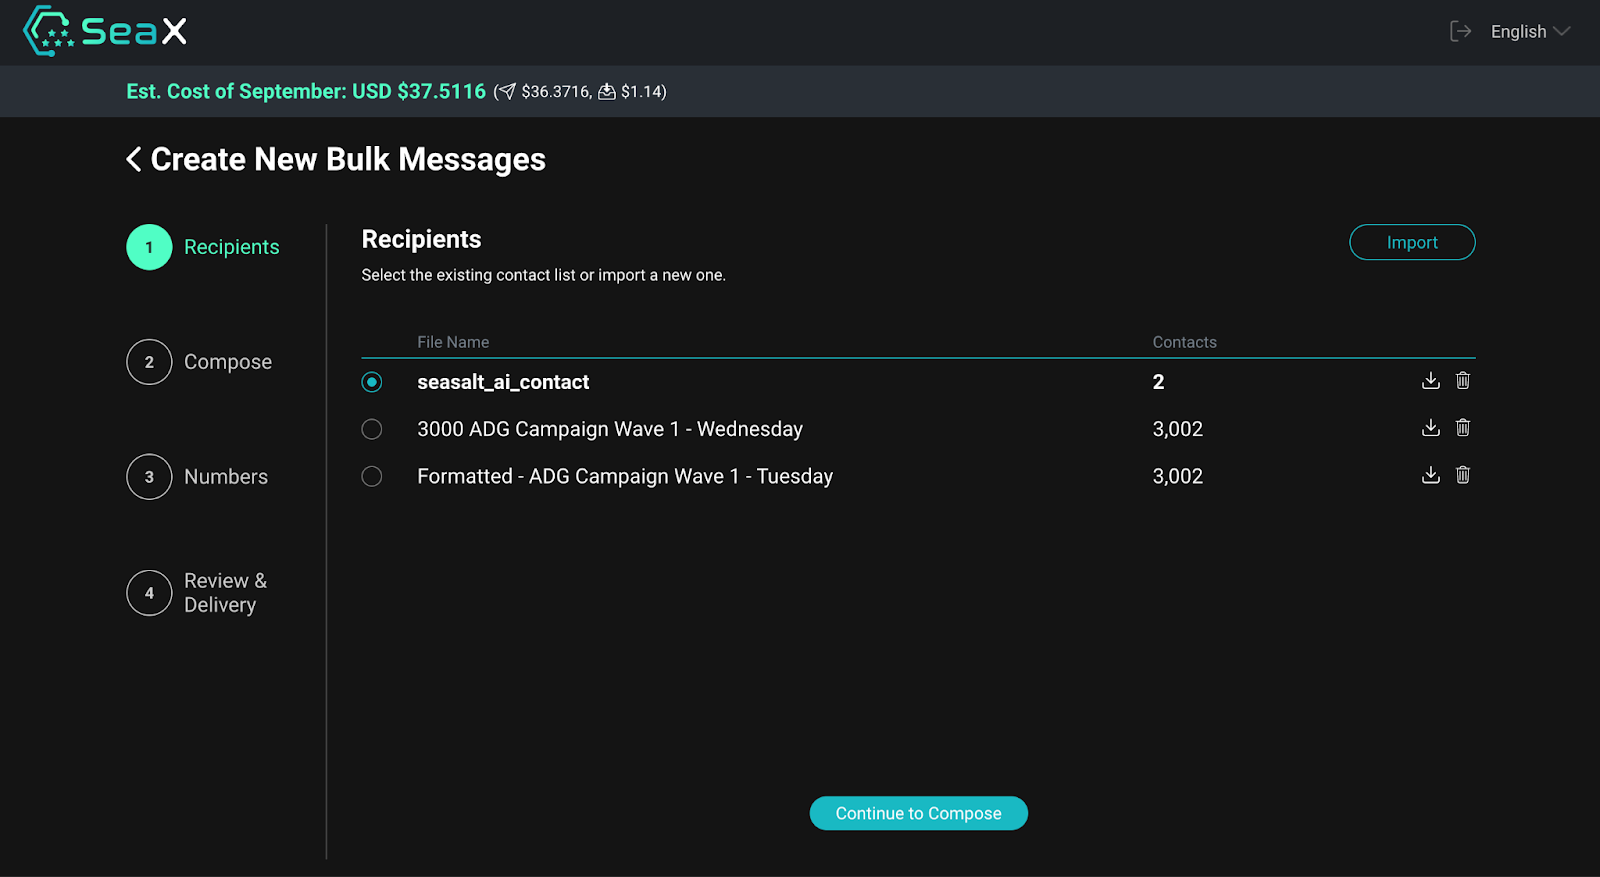 SeaX
English
Est. Cost of September: USD $37.5116 ( $36.3716, $1.14)
Create New Bulk Messages
1 Recipients
2 Compose
3 Numbers
4 Review &
Delivery
Recipients
Import
Select the existing contact list or import a new one.
File Name Contacts
seasalt_ai_contact 2
3000 ADG Campaign Wave 1 - Wednesday 3,002
Formatted - ADG Campaign Wave 1 - Tuesday 3,002
Continue to Compose